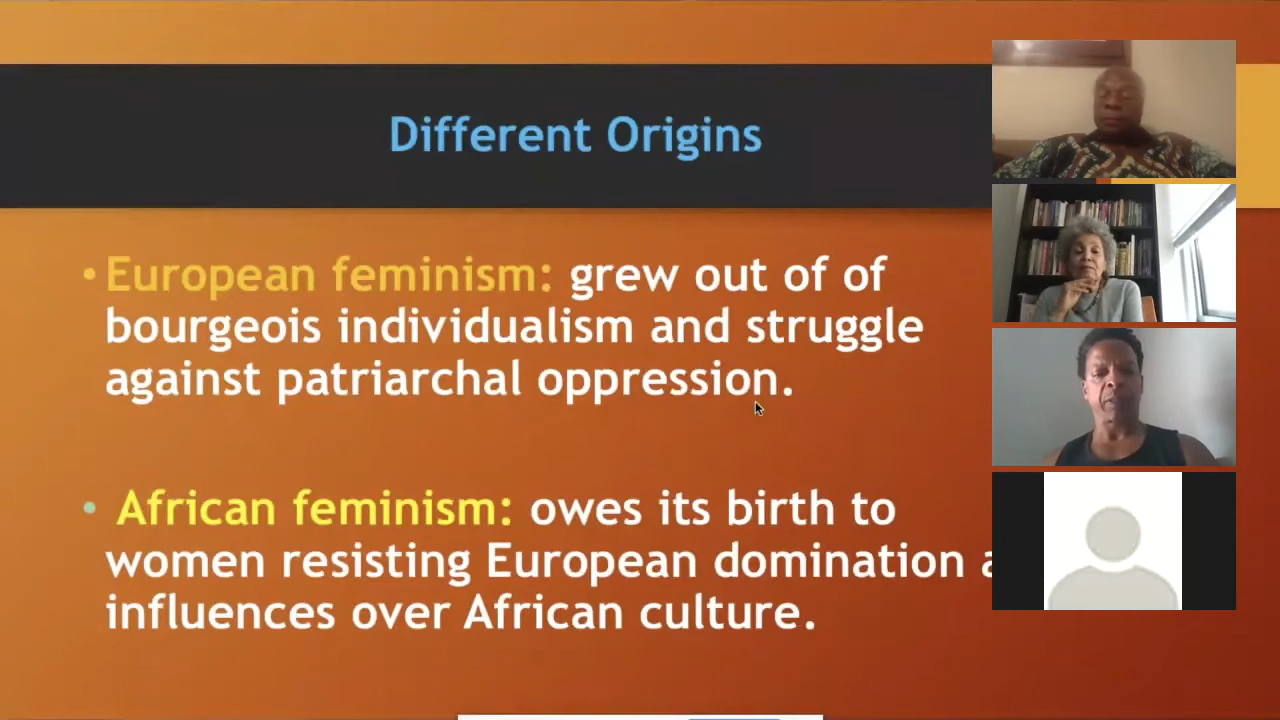 Different Origins
• European feminism: grew out of of
bourgeois individualism and struggle
against patriarchal oppression.
• African feminism: owes its birth to
women resisting European domination
influences over African culture.